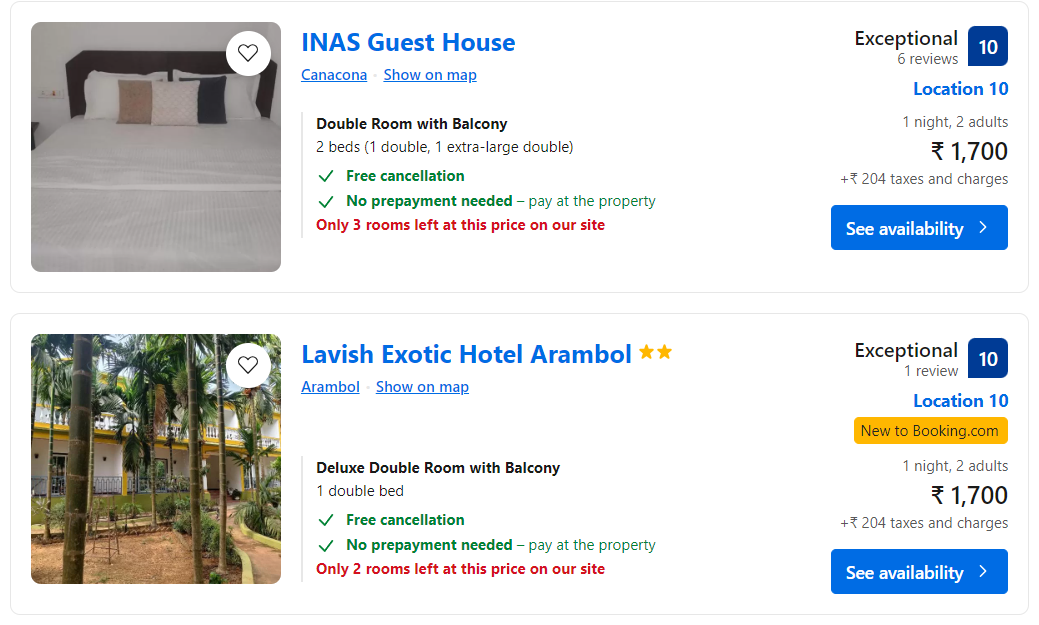 INAS Guest House
Canacona · Show on map
Double Room with Balcony
2 beds (1 double, 1 extra-large double)
Free cancellation
No prepayment needed – pay at the property
Only 3 rooms left at this price on our site
Exceptional 10
6 reviews
Location 10
1 night, 2 adults
₹ 1,700
+₹ 204 taxes and charges
See availability
Lavish Exotic Hotel Arambol
Arambol · Show on map
Deluxe Double Room with Balcony
1 double bed
Free cancellation
No prepayment needed – pay at the property
Only 2 rooms left at this price on our site
Exceptional 10
1 review
Location 10
New to Booking.com
1 night, 2 adults
₹ 1,700
+₹ 204 taxes and charges
See availability